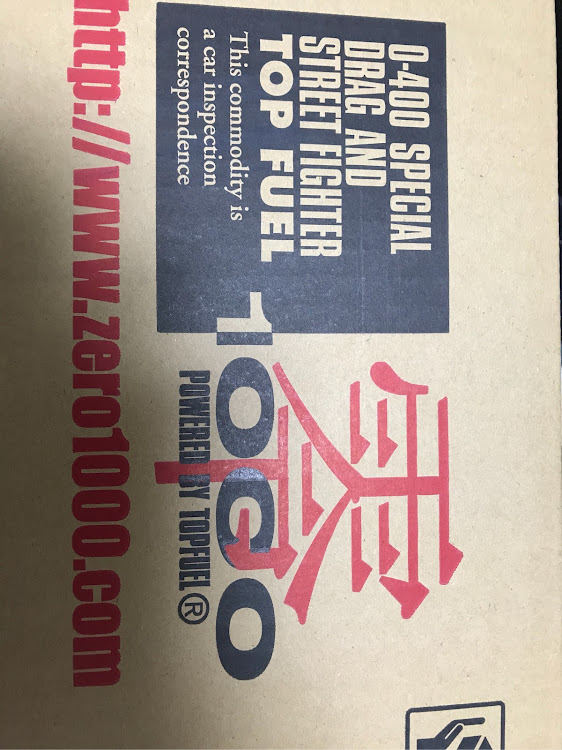 0-400 SPECIAL
DRAG AND
STREET FIGHTER
TOP FUEL
This commodity is
a car inspection
correspondence
零
1000
POWERED BY TOPFUEL®
http://www.zero1000.com